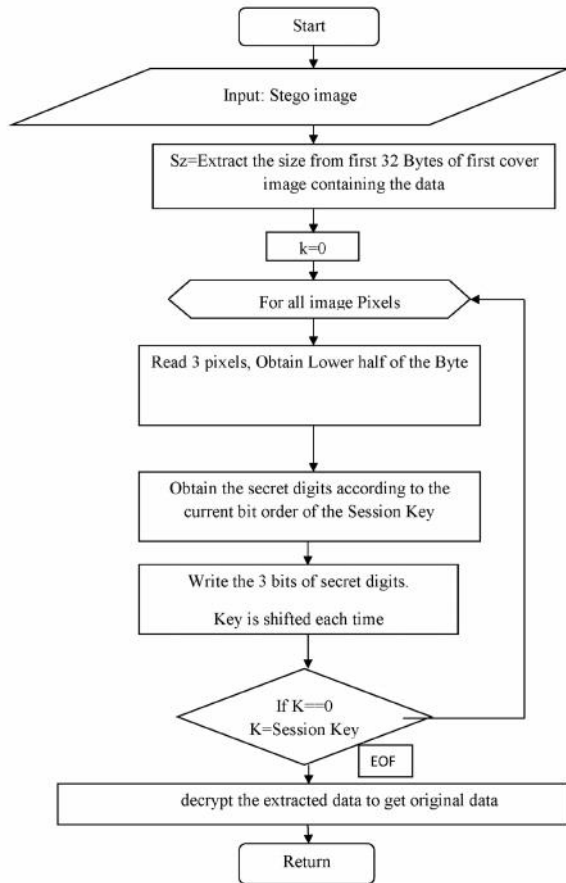 Start
Input: Stego image
Sz=Extract the size from first 32 Bytes of first cover
image containing the data
k=0
For all image Pixels
Read 3 pixels, Obtain Lower half of the Byte
Obtain the secret digits according to the
current bit order of the Session Key
Write the 3 bits of secret digits.
Key is shifted each time
If K==0
K=Session Key
EOF
decrypt the extracted data to get original data
Return